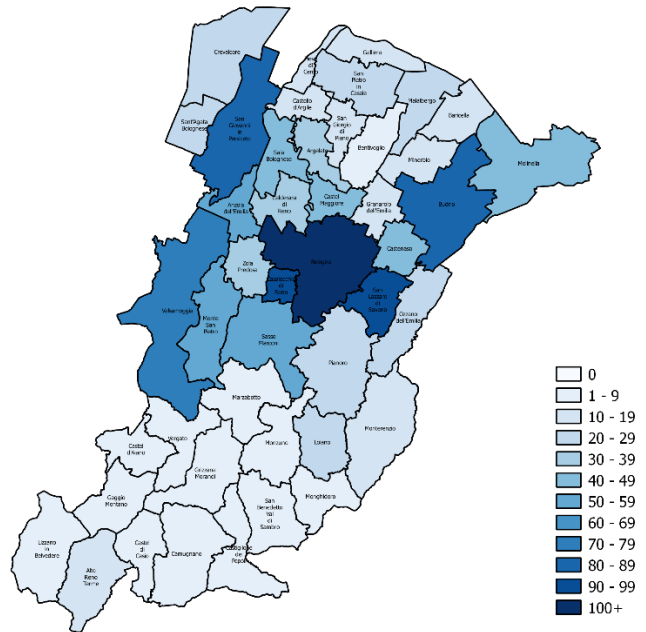 Crevalcore
Galliera
Pieve
di
Cento
San
Pietro
in
Casale
Malalbergo
Castello
d'Argile
Baricella
Sant'Agata
Bolognese
San
Giovanni
in
Persiceto
San
Giorgio
di
Piano
Bentivoglio
Sala
Bolognese
Argelato
Minerbio
Molinella
Calderara
di
Reno
Castel
Maggiore
Granarolo
dell'Emilia
Budrio
Anzola
dell'Emilia
Castenaso
Zola
Predosa
Bologna
Casalecchio
di Reno
San
Lazzaro
di
Savena
Ozzano
dell'Emilia
Valsamoggia
Monte
San
Pietro
Sasso
Marconi
Pianoro
Marzabotto
Vergato
Castel
d'Aiano
Monzuno
Loiano
Monterenzio
Grizzana
Morandi
Gaggio
Montano
San
Benedetto
Val
di
Sambro
Monghidoro
Lizzano
in
Belvedere
Alto
Reno
Terme
Castel
di
Casio
Camugnano
Castiglione
dei
Pepoli
0
1 - 9
10 - 19
20 - 29
30 - 39
40 - 49
50 - 59
60 - 69
70 - 79
80 - 89
90 - 99
100+